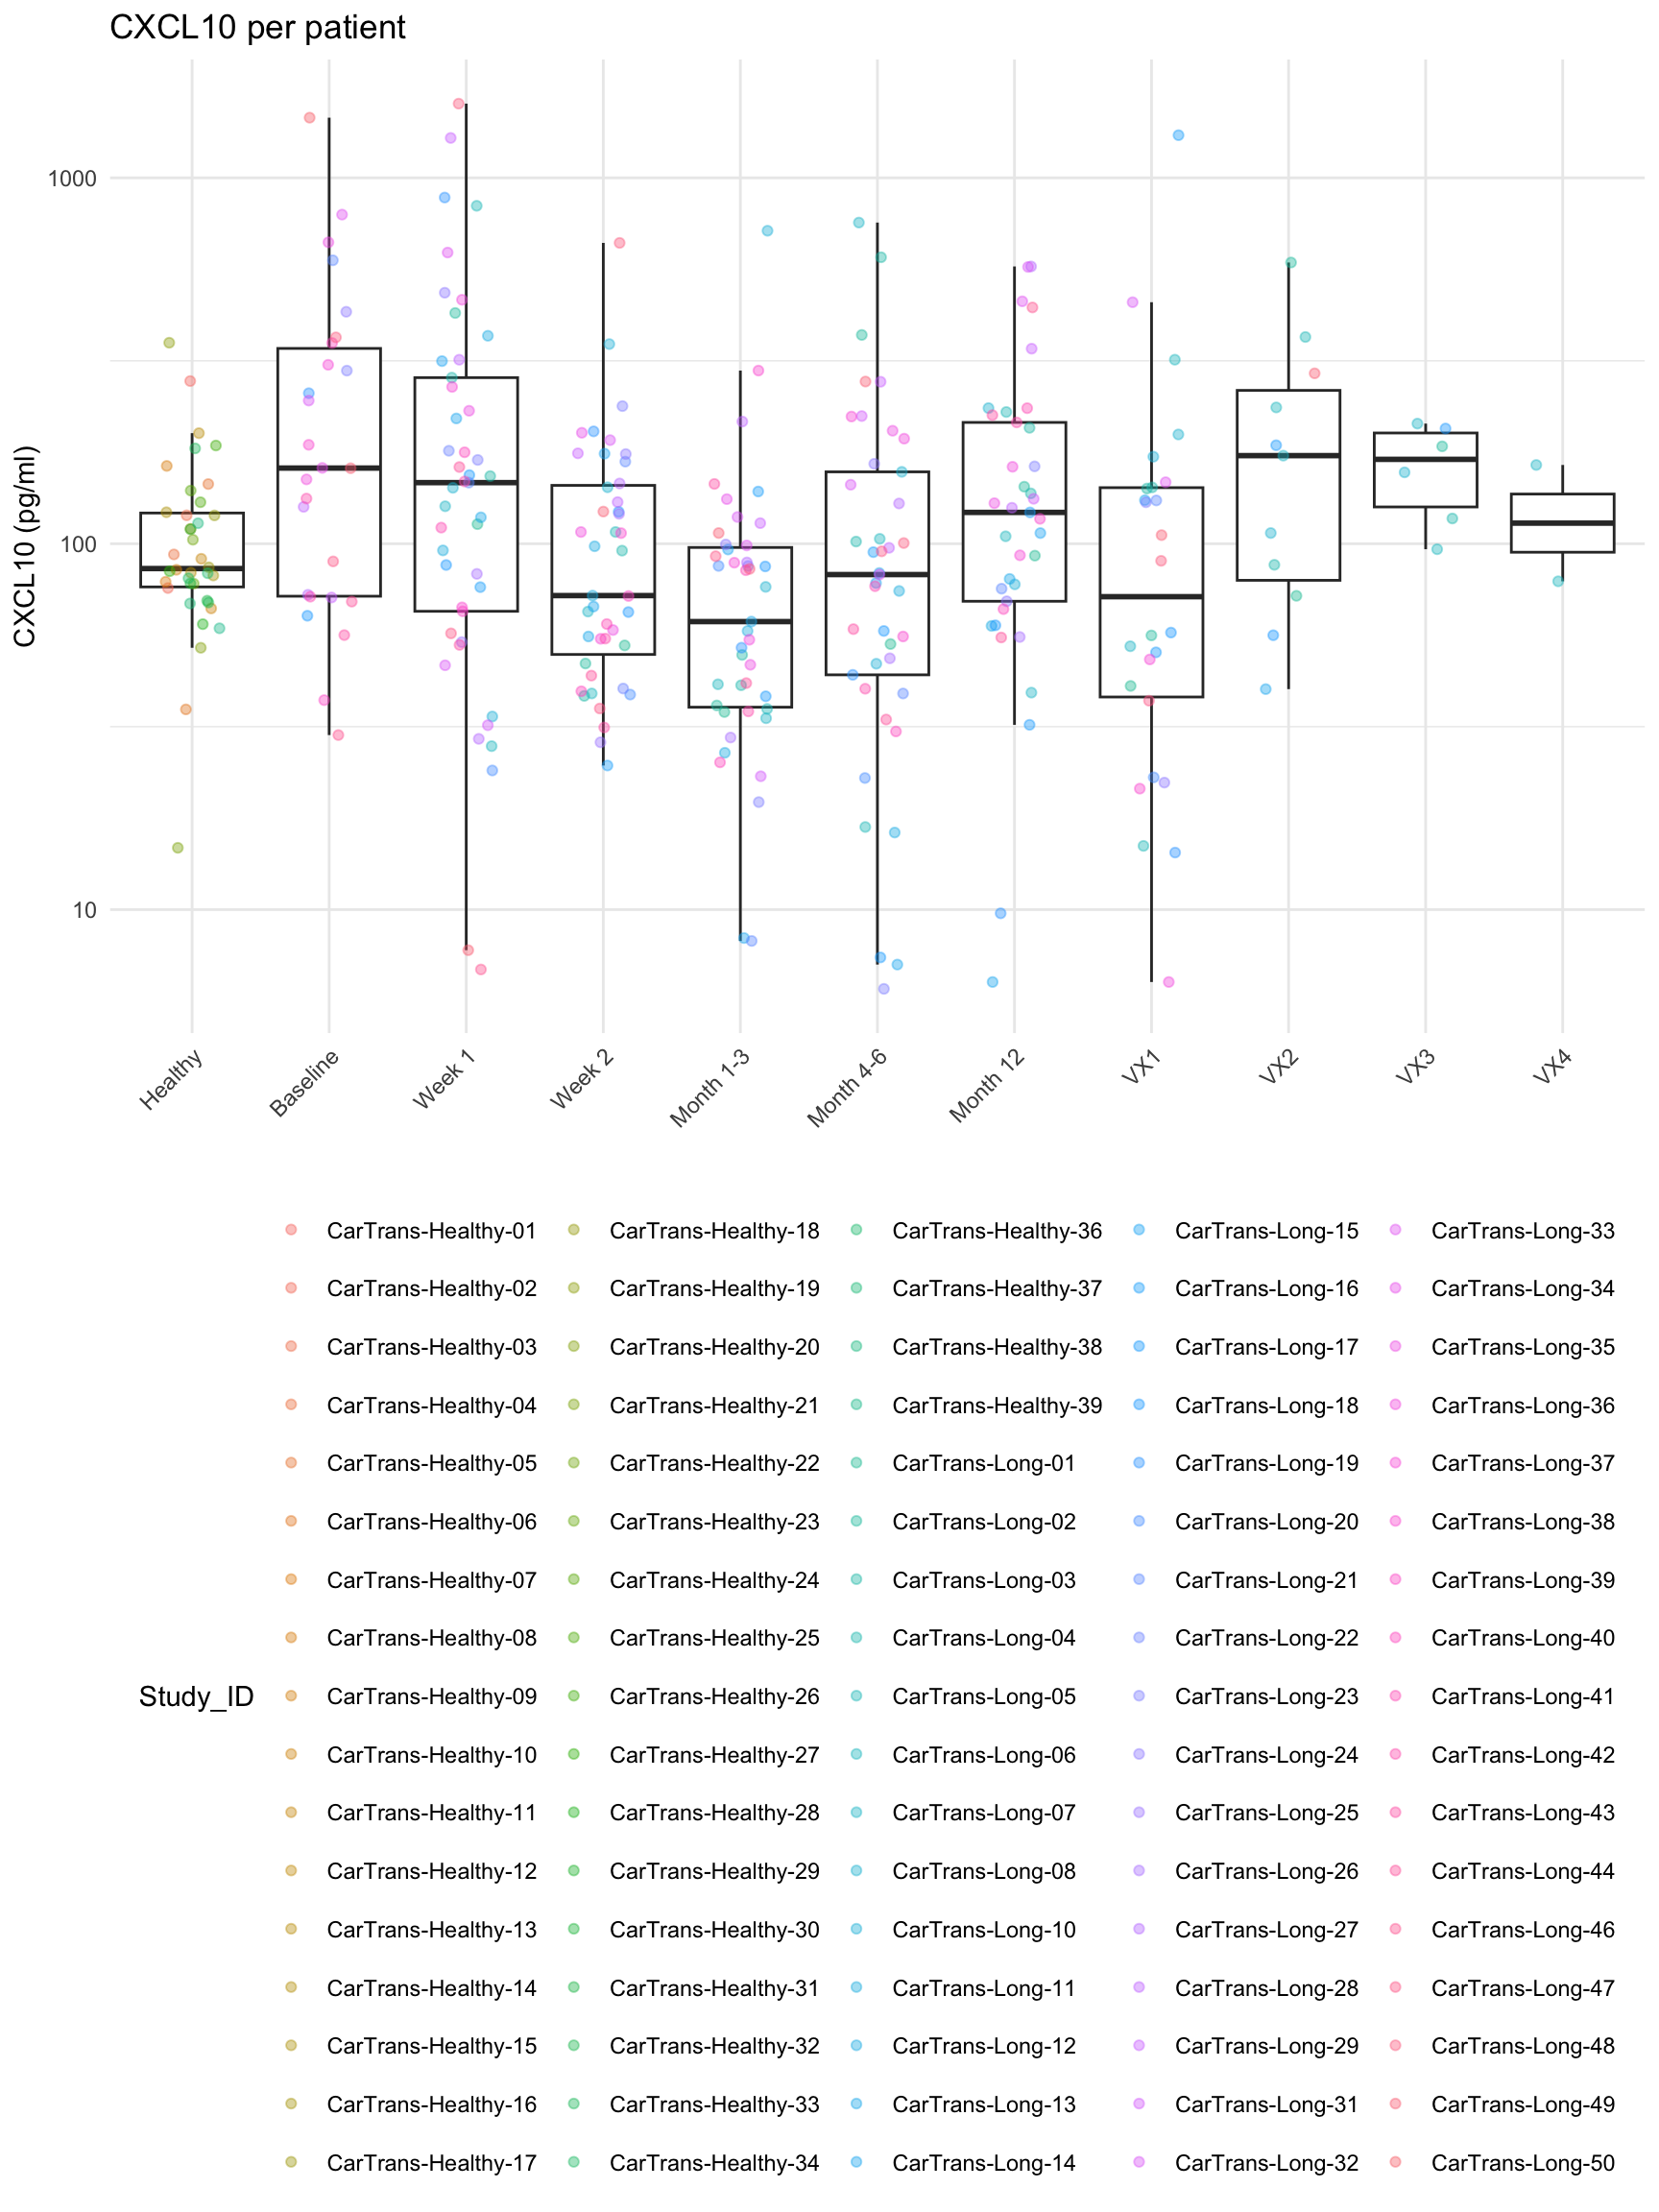 CXCL10 per patient
CXCL10 (pg/ml)
1000
100
10
Healthy
Baseline
Week 1
Week 2
Month 1-3
Month 4-6
Month 12
VX1
VX2
VX3
VX4
Study_ID
CarTrans-Healthy-01
CarTrans-Healthy-02
CarTrans-Healthy-03
CarTrans-Healthy-04
CarTrans-Healthy-05
CarTrans-Healthy-06
CarTrans-Healthy-07
CarTrans-Healthy-08
CarTrans-Healthy-09
CarTrans-Healthy-10
CarTrans-Healthy-11
CarTrans-Healthy-12
CarTrans-Healthy-13
CarTrans-Healthy-14
CarTrans-Healthy-15
CarTrans-Healthy-16
CarTrans-Healthy-17
CarTrans-Healthy-18
CarTrans-Healthy-19
CarTrans-Healthy-20
CarTrans-Healthy-21
CarTrans-Healthy-22
CarTrans-Healthy-23
CarTrans-Healthy-24
CarTrans-Healthy-25
CarTrans-Healthy-26
CarTrans-Healthy-27
CarTrans-Healthy-28
CarTrans-Healthy-29
CarTrans-Healthy-30
CarTrans-Healthy-31
CarTrans-Healthy-32
CarTrans-Healthy-33
CarTrans-Healthy-34
CarTrans-Healthy-36
CarTrans-Healthy-37
CarTrans-Healthy-38
CarTrans-Healthy-39
CarTrans-Long-01
CarTrans-Long-02
CarTrans-Long-03
CarTrans-Long-04
CarTrans-Long-05
CarTrans-Long-06
CarTrans-Long-07
CarTrans-Long-08
CarTrans-Long-10
CarTrans-Long-11
CarTrans-Long-12
CarTrans-Long-13
CarTrans-Long-14
CarTrans-Long-15
CarTrans-Long-16
CarTrans-Long-17
CarTrans-Long-18
CarTrans-Long-19
CarTrans-Long-20
CarTrans-Long-21
CarTrans-Long-22
CarTrans-Long-23
CarTrans-Long-24
CarTrans-Long-25
CarTrans-Long-26
CarTrans-Long-27
CarTrans-Long-28
CarTrans-Long-29
CarTrans-Long-31
CarTrans-Long-32
CarTrans-Long-33
CarTrans-Long-34
CarTrans-Long-35
CarTrans-Long-36
CarTrans-Long-37
CarTrans-Long-38
CarTrans-Long-39
CarTrans-Long-40
CarTrans-Long-41
CarTrans-Long-42
CarTrans-Long-43
CarTrans-Long-44
CarTrans-Long-46
CarTrans-Long-47
CarTrans-Long-48
CarTrans-Long-49
CarTrans-Long-50